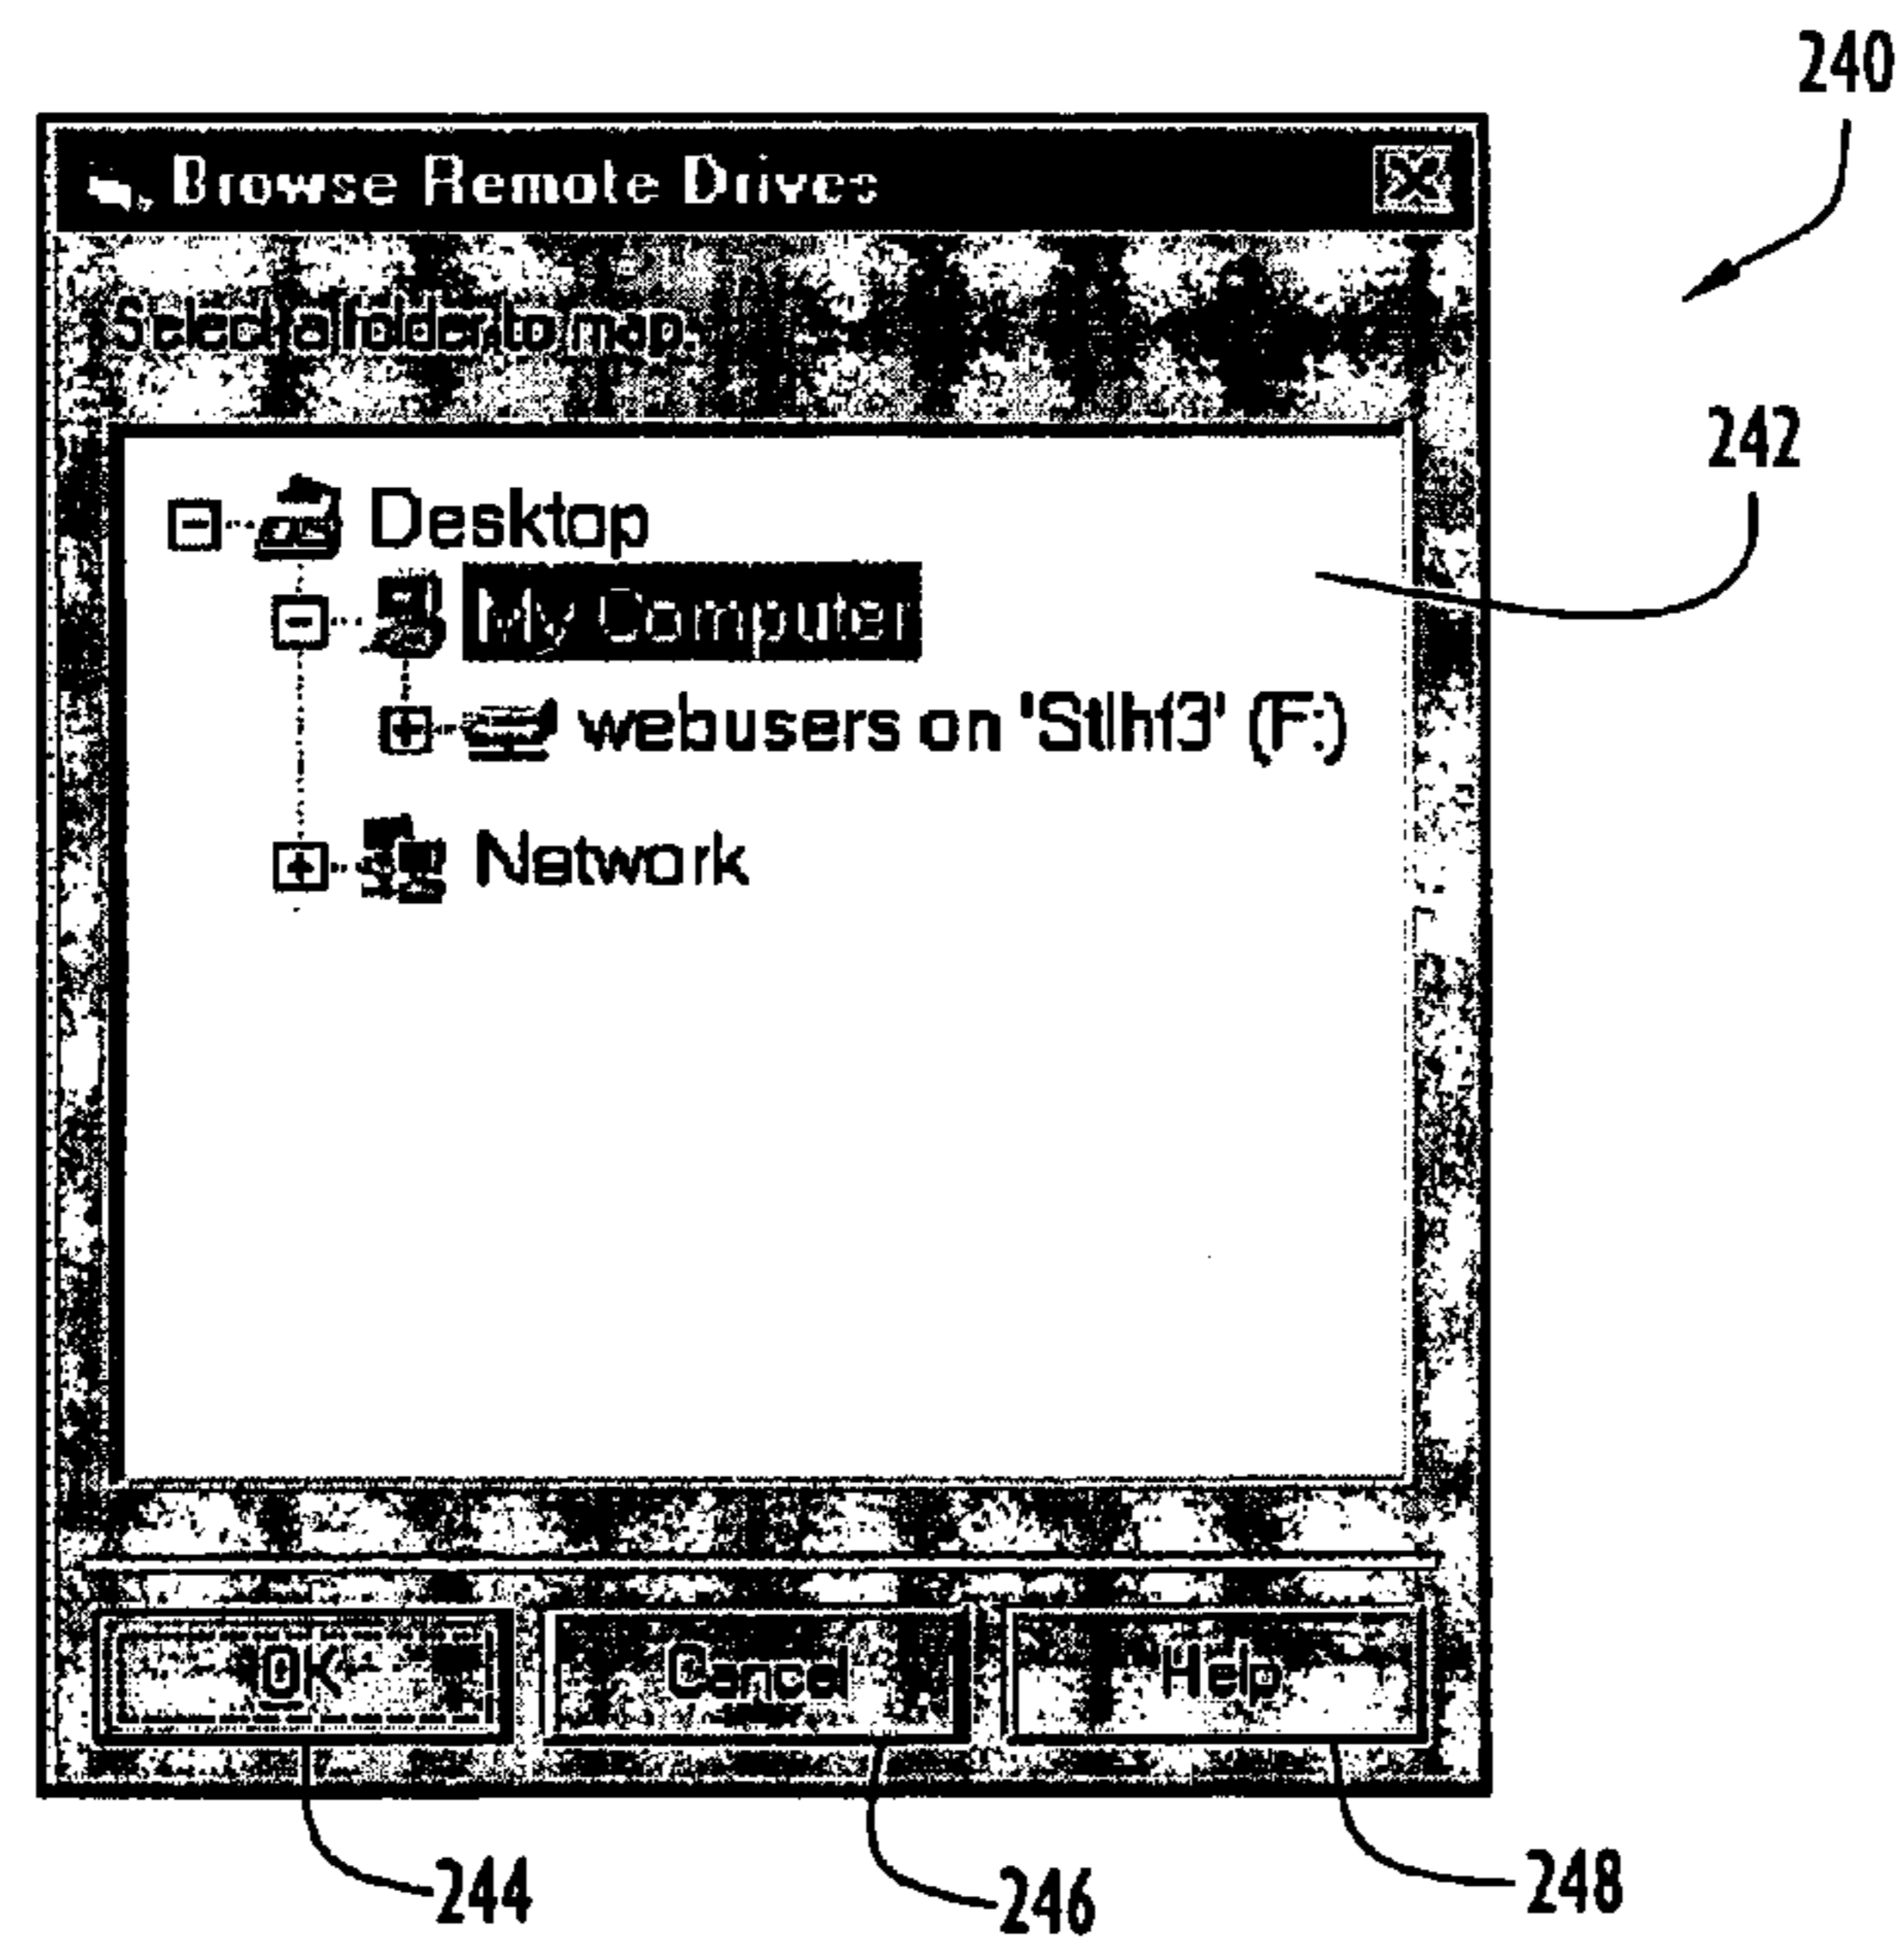 240
Browse Remote Drives
Select a folder to map:
242
Desktop
My Computer
webusers on 'Stlhf3' (F:)
Network
OK Cancel Help
244 246 248